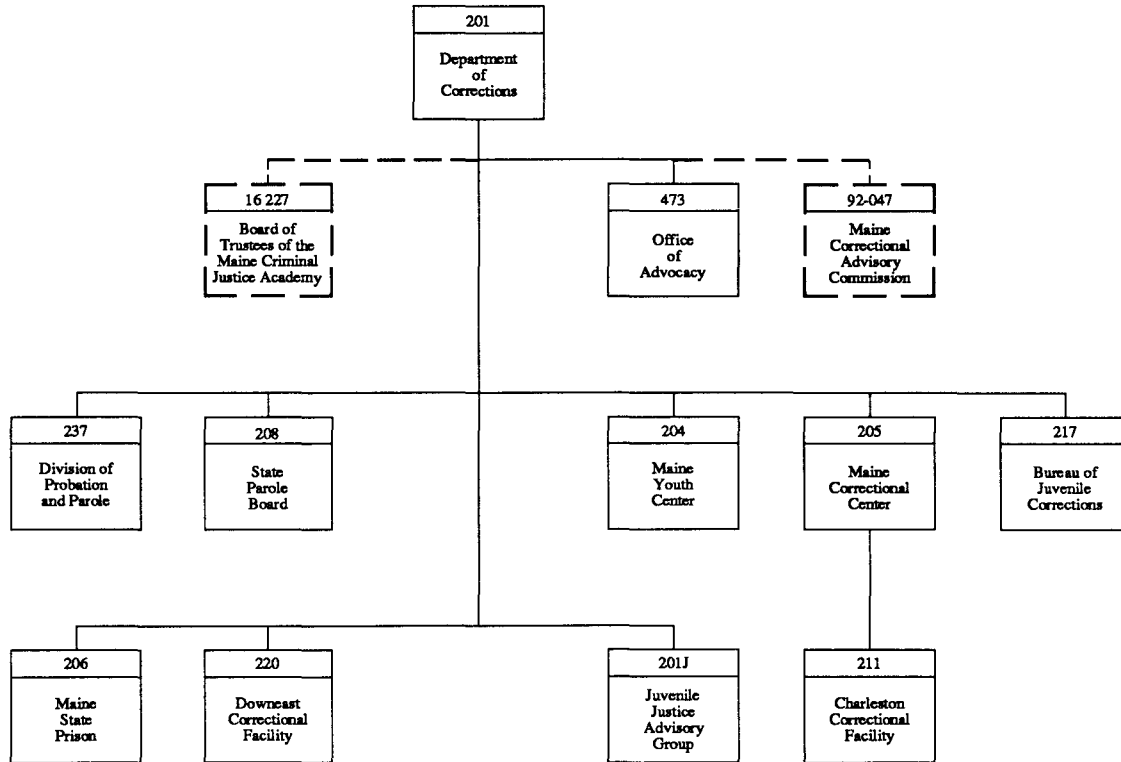 201
Department
of
Corrections
16 227
Board of
Trustees of the
Maine Criminal
Justice Academy
473
Office
of
Advocacy
92-047
Maine
Correctional
Advisory
Commission
237
Division of
Probation
and Parole
208
State
Parole
Board
204
Maine
Youth
Center
205
Maine
Correctional
Center
217
Bureau of
Juvenile
Corrections
206
Maine
State
Prison
220
Downeast
Correctional
Facility
201J
Juvenile
Justice
Advisory
Group
211
Charleston
Correctional
Facility